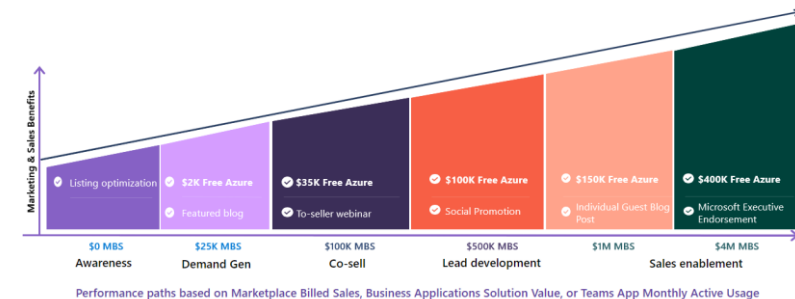 Marketing & Sales Benefits
Listing optimization
$2K Free Azure
Featured blog
$35K Free Azure
To-seller webinar
$100K Free Azure
Social Promotion
$150K Free Azure
Individual Guest Blog
Post
$400K Free Azure
Microsoft Executive
Endorsement
$0 MBS
$25K MBS
$100K MBS
$500K MBS
$1M MBS
$4M MBS
Awareness
Demand Gen
Co-sell
Lead development
Sales enablement
Performance paths based on Marketplace Billed Sales, Business Applications Solution Value, or Teams App Monthly Active Usage